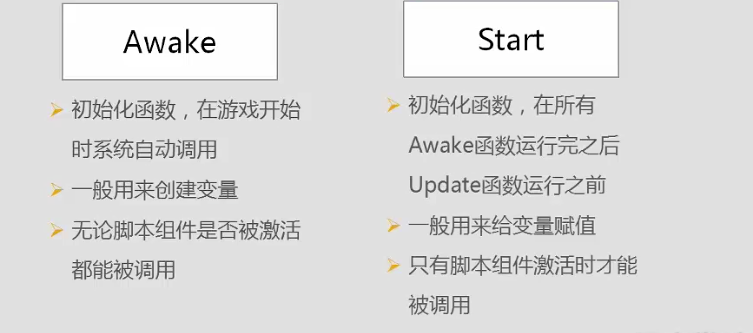 Awake
初始化函数，在游戏开始
时系统自动调用
一般用来创建变量
无论脚本组件是否被激活
都能被调用
Start
初始化函数，在所有
Awake函数运行完之后
Update函数运行之前
一般用来给变量赋值
只有脚本组件激活时才能
被调用